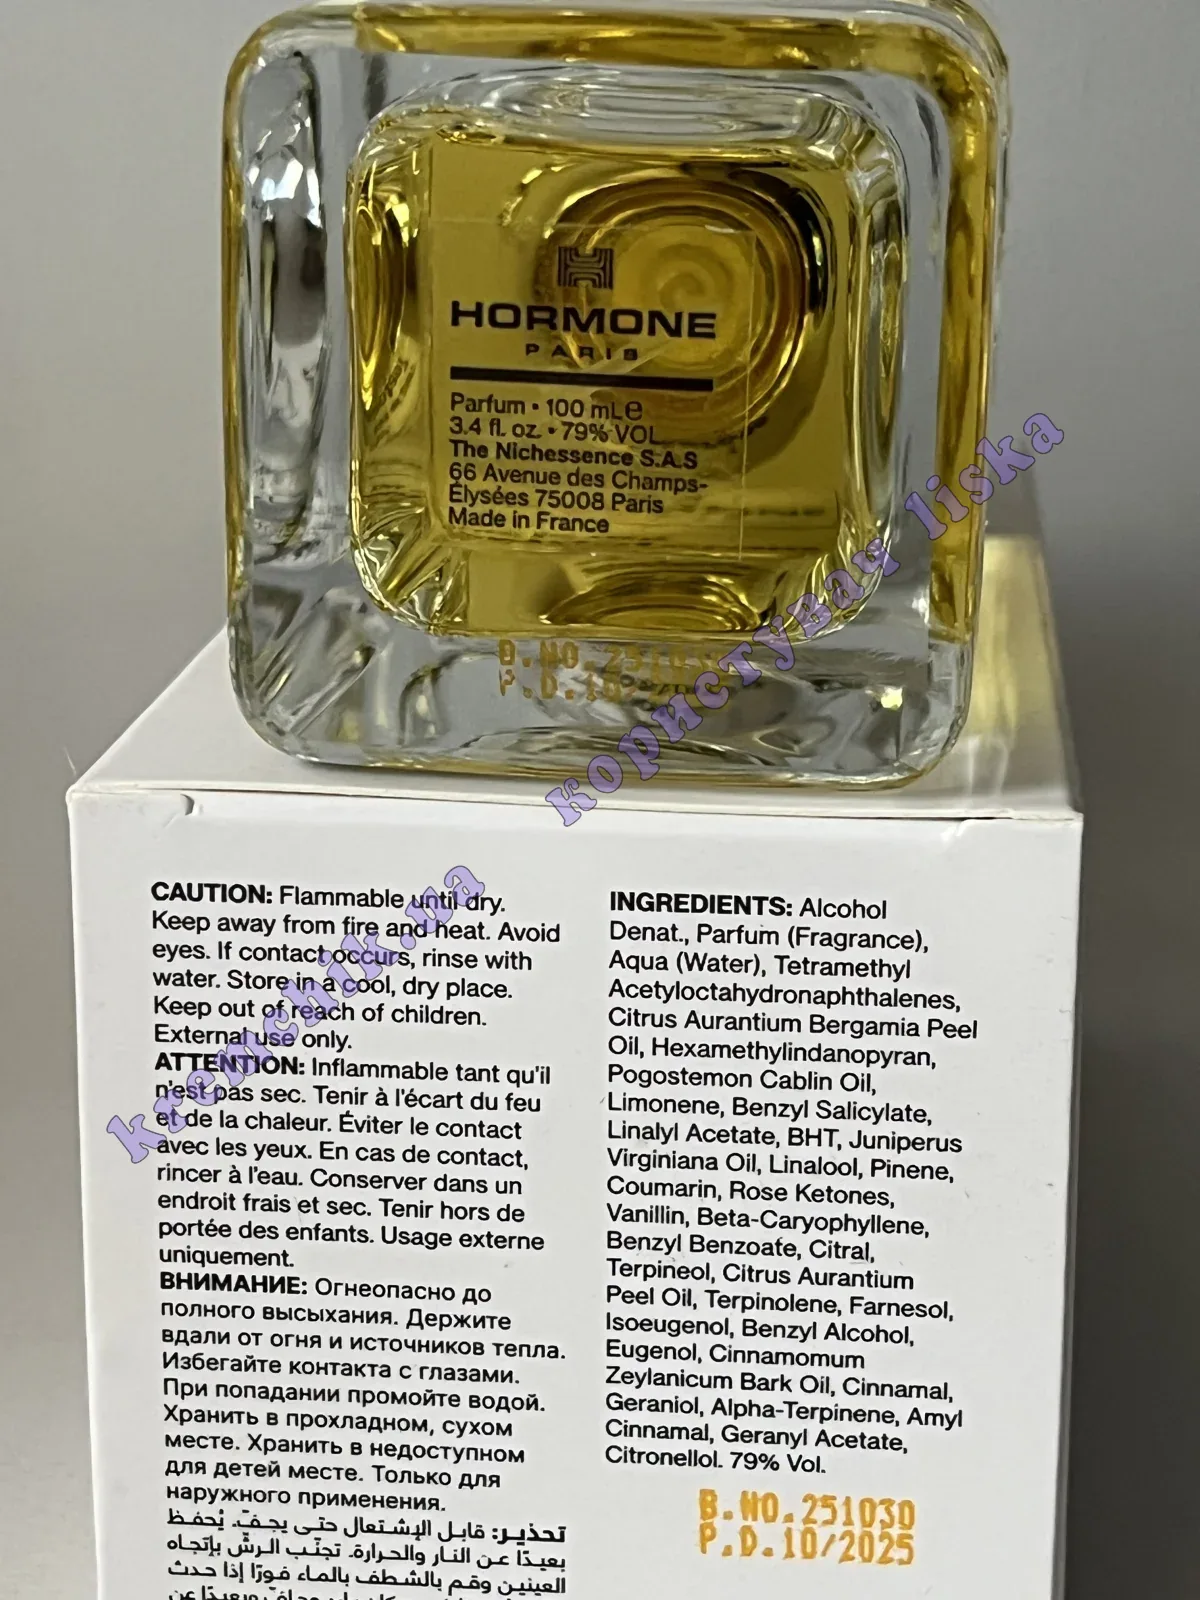 HORMONE
PARIS
Parfum • 100 mL℮
3.4 fl. oz. • 79% VOL
The Nichessence S.A.S
66 Avenue des Champs-
Élysées 75008 Paris
Made in France
B.NO.251030
P.D.10/
користувач liska
kremchik.ua
CAUTION: Flammable until dry.
Keep away from fire and heat. Avoid
eyes. If contact occurs, rinse with
water. Store in a cool, dry place.
Keep out of reach of children.
External use only.
ATTENTION: Inflammable tant qu'il
n'est pas sec. Tenir à l'écart du feu
et de la chaleur. Éviter le contact
avec les yeux. En cas de contact,
rincer à l'eau. Conserver dans un
endroit frais et sec. Tenir hors de
portée des enfants. Usage externe
uniquement.
ВНИМАНИЕ: Огнеопасно до
полного высыхания. Держите
вдали от огня и источников тепла.
Избегайте контакта с глазами.
При попадании промойте водой.
Хранить в прохладном, сухом
месте. Хранить в недоступном
для детей месте. Только для
наружного применения.
تحذير: قابل الإشتعال حتى يجفّ. يُحفظ
بعيدًا عن النار والحرارة. تجنّب الرشّ بإتجاه
العينين وقم بالشطف بالماء فورًا إذا حدث
INGREDIENTS: Alcohol
Denat., Parfum (Fragrance),
Aqua (Water), Tetramethyl
Acetyloctahydronaphthalenes,
Citrus Aurantium Bergamia Peel
Oil, Hexamethylindanopyran,
Pogostemon Cablin Oil,
Limonene, Benzyl Salicylate,
Linalyl Acetate, BHT, Juniperus
Virginiana Oil, Linalool, Pinene,
Coumarin, Rose Ketones,
Vanillin, Beta-Caryophyllene,
Benzyl Benzoate, Citral,
Terpineol, Citrus Aurantium
Peel Oil, Terpinolene, Farnesol,
Isoeugenol, Benzyl Alcohol,
Eugenol, Cinnamomum
Zeylanicum Bark Oil, Cinnamal,
Geraniol, Alpha-Terpinene, Amyl
Cinnamal, Geranyl Acetate,
Citronellol. 79% Vol.
B.NO.251030
P.D.10/2025